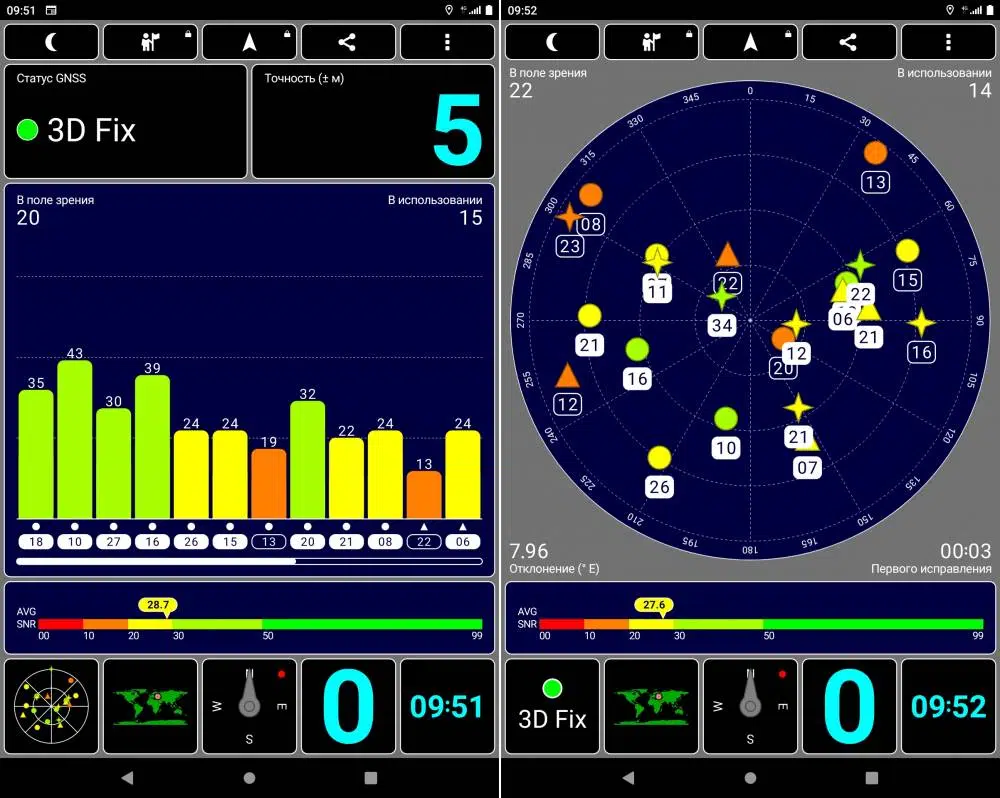 09:51
4G
Статус GNSS
3D Fix
Точность (± м)
5
В поле зрения
20
В использовании
15
35 43 30 39 24 24 19 32 22 24 13 24
18 10 27 16 26 15 13 20 21 08 22 06
28.7
AVG
SNR
00 10 20 30 50 99
W E
S
0
09:51
09:52
4G
В поле зрения
22
В использовании
14
0
345 15
330 30
315 45
300 60
285 75
270 90
255 105
240 120
225 135
210 150
195 165
180
13
08
23
22
11
15
22
06
34
21
21
12
16
16
20
12
21
10
07
26
7.96
Отклонение (° E)
00:03
Первого исправления
27.6
AVG
SNR
00 10 20 30 50 99
3D Fix
W E
S
0
09:52